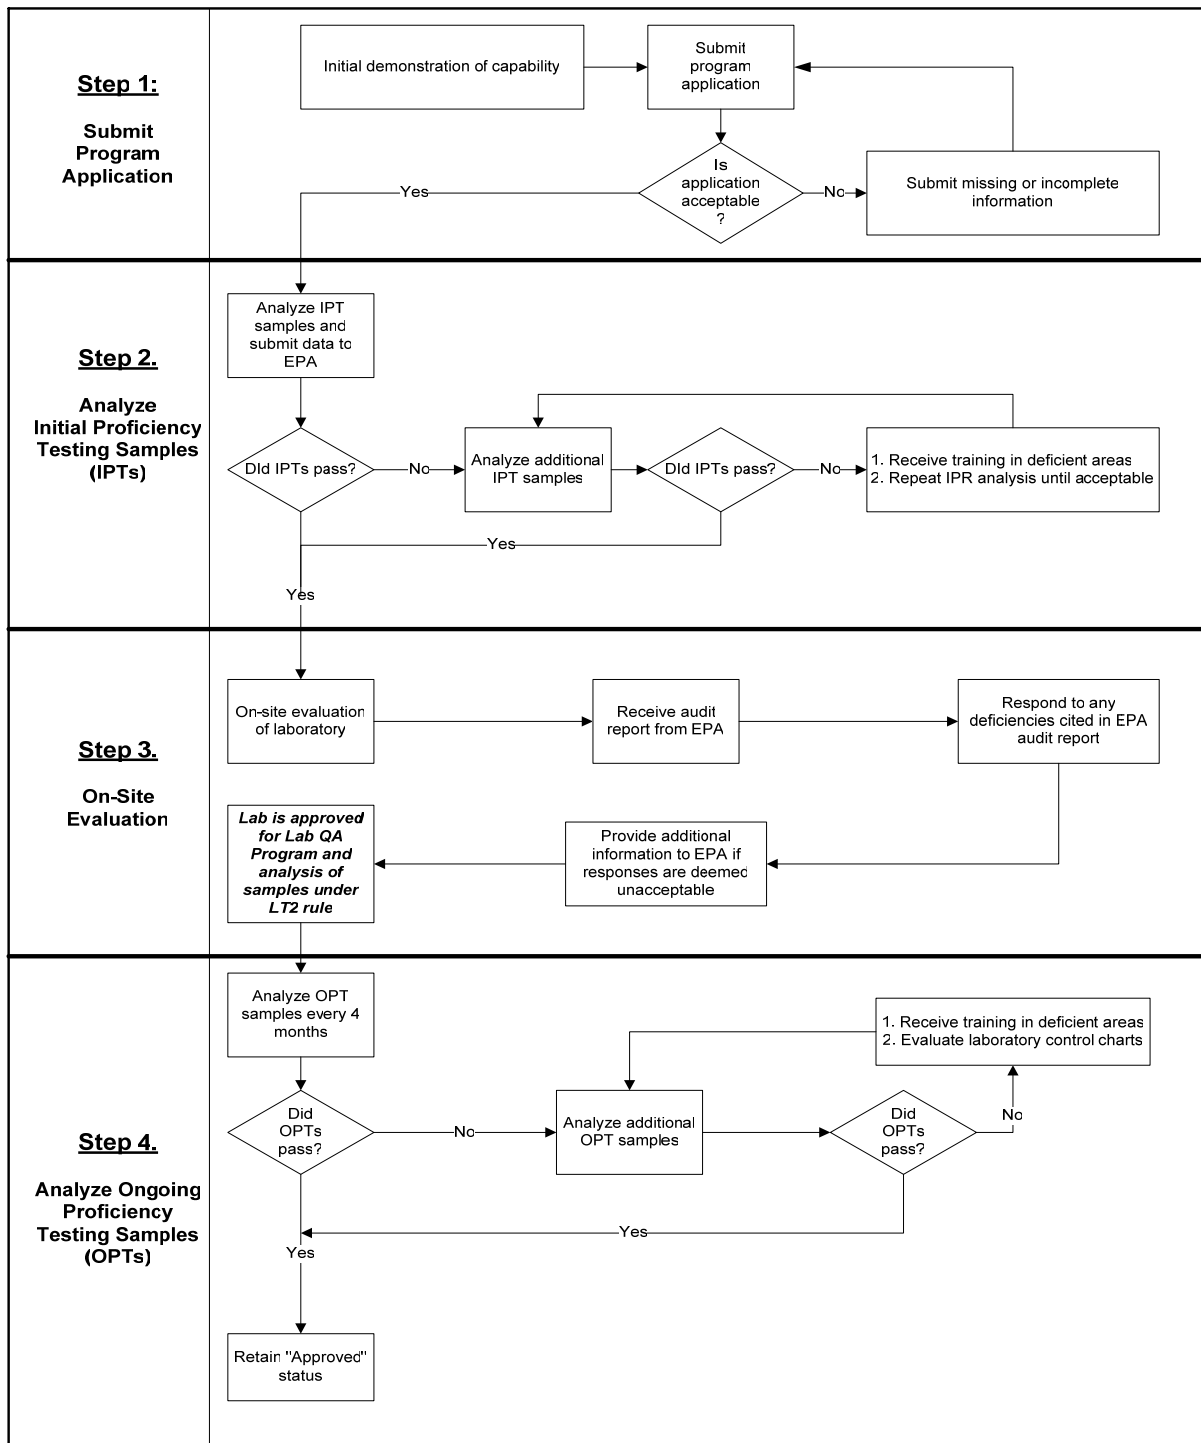 Step 1:
Submit
Program
Application
Initial demonstration of capability
Submit
program
application
Is
application
acceptable
?
Yes
No
Submit missing or incomplete
information
Step 2.
Analyze
Initial Proficiency
Testing Samples
(IPTs)
Analyze IPT
samples and
submit data to
EPA
DId IPTs pass?
No
Analyze additional
IPT samples
DId IPTs pass?
No
1. Receive training in deficient areas
2. Repeat IPR analysis until acceptable
Yes
Yes
Step 3.
On-Site
Evaluation
On-site evaluation
of laboratory
Receive audit
report from EPA
Respond to any
deficiencies cited in EPA
audit report
Provide additional
information to EPA if
responses are deemed
unacceptable
Lab is approved
for Lab QA
Program and
analysis of
samples under
LT2 rule
Step 4.
Analyze Ongoing
Proficiency
Testing Samples
(OPTs)
Analyze OPT
samples every 4
months
Did
OPTs
pass?
No
Analyze additional
OPT samples
Did
OPTs
pass?
No
1. Receive training in deficient areas
2. Evaluate laboratory control charts
Yes
Yes
Retain "Approved"
status